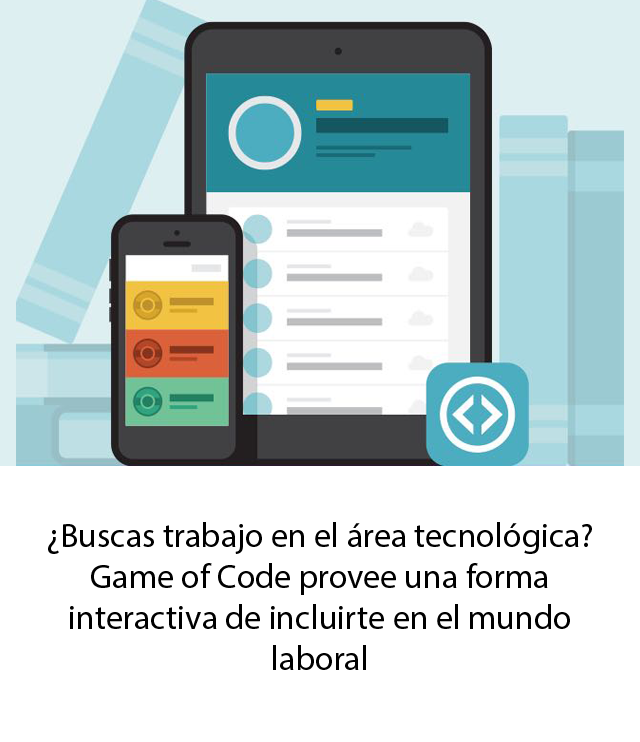 ¿Buscas trabajo en el área tecnológica?
Game of Code provee una forma
interactiva de incluirte en el mundo
laboral